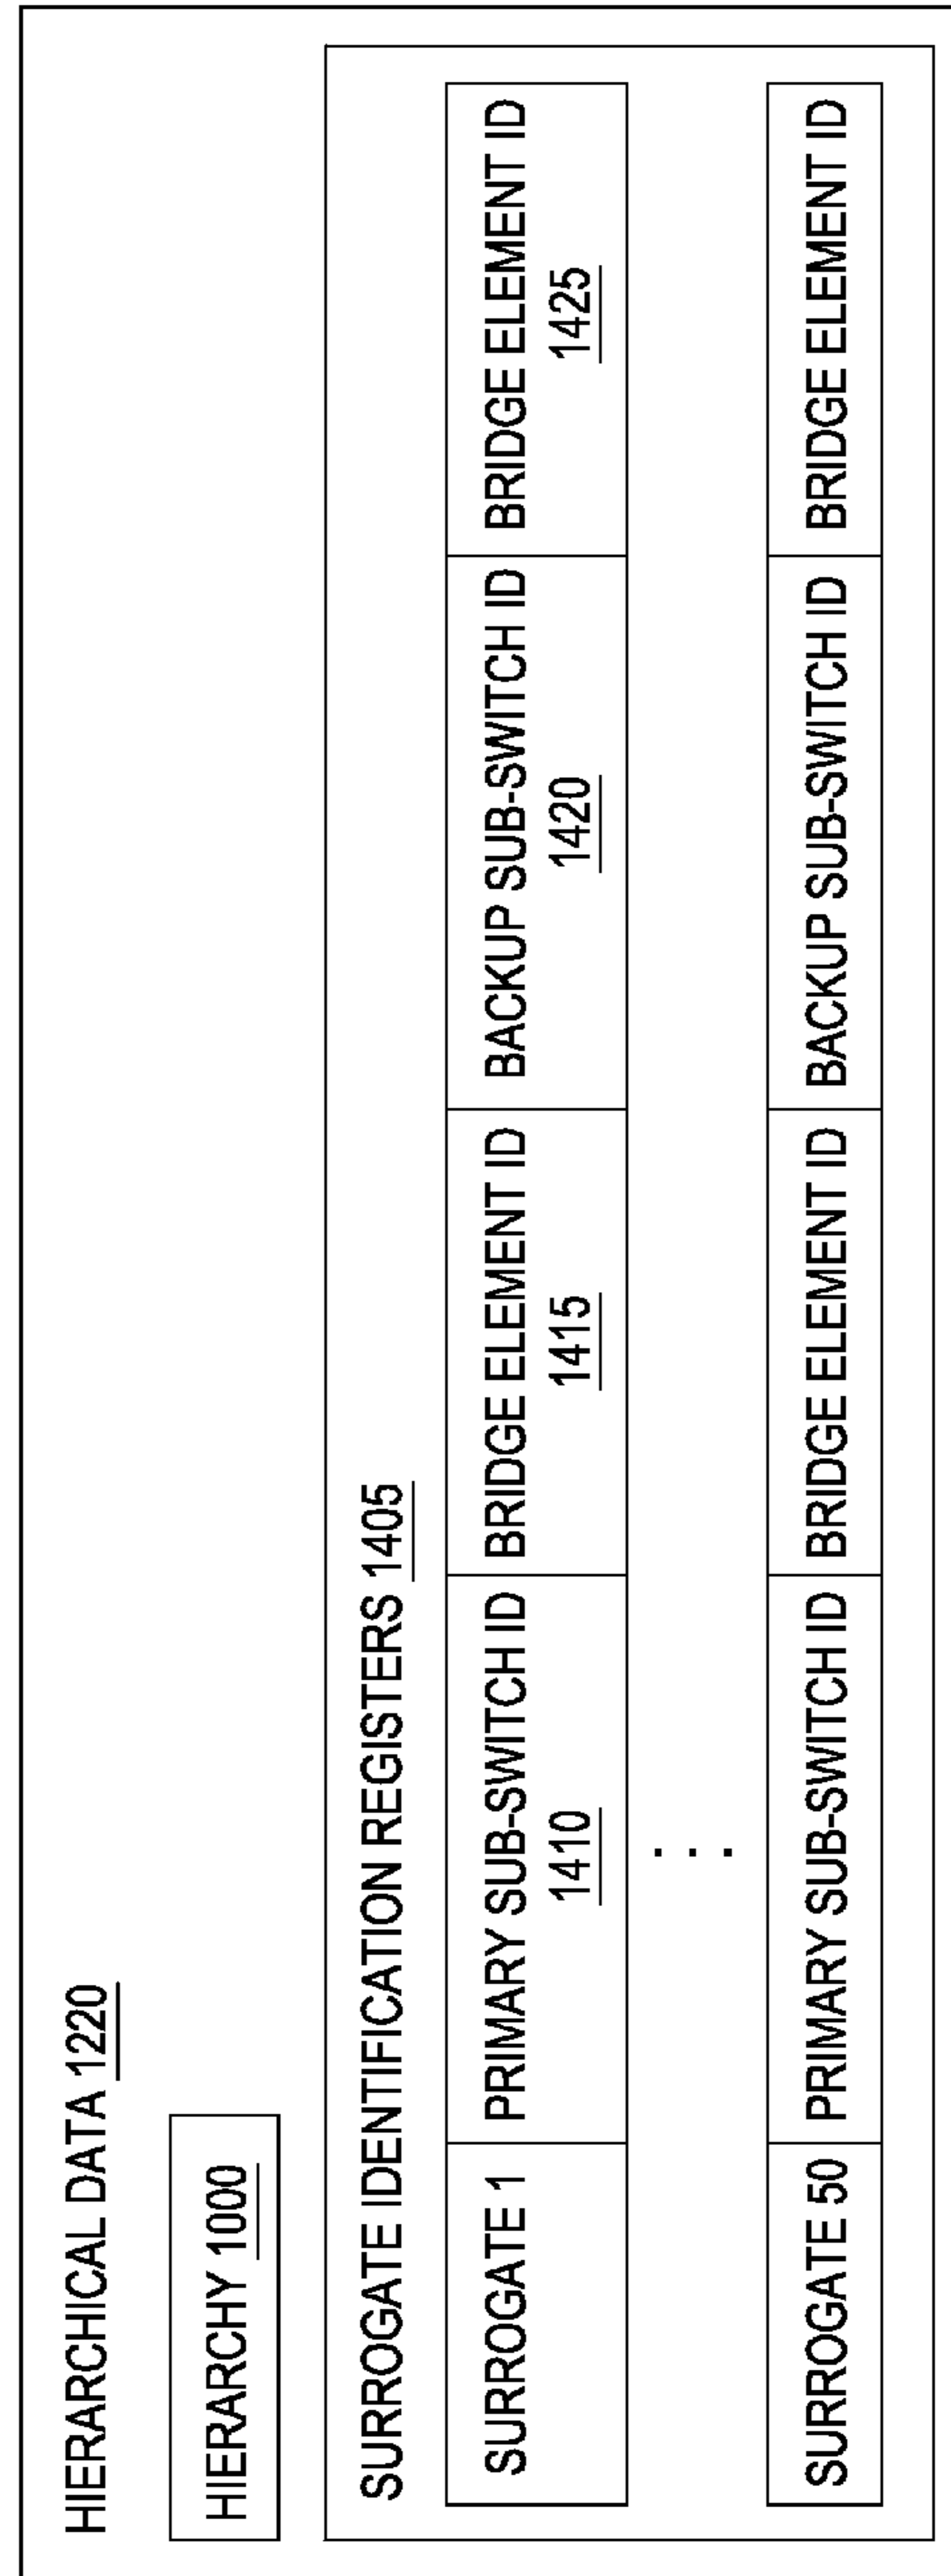 HIERARCHICAL DATA 1220
HIERARCHY 1000
SURROGATE IDENTIFICATION REGISTERS 1405
SURROGATE 1 PRIMARY SUB-SWITCH ID BRIDGE ELEMENT ID BACKUP SUB-SWITCH ID BRIDGE ELEMENT ID
1410 1415 1420 1425
. . .
SURROGATE 50 PRIMARY SUB-SWITCH ID BRIDGE ELEMENT ID BACKUP SUB-SWITCH ID BRIDGE ELEMENT ID